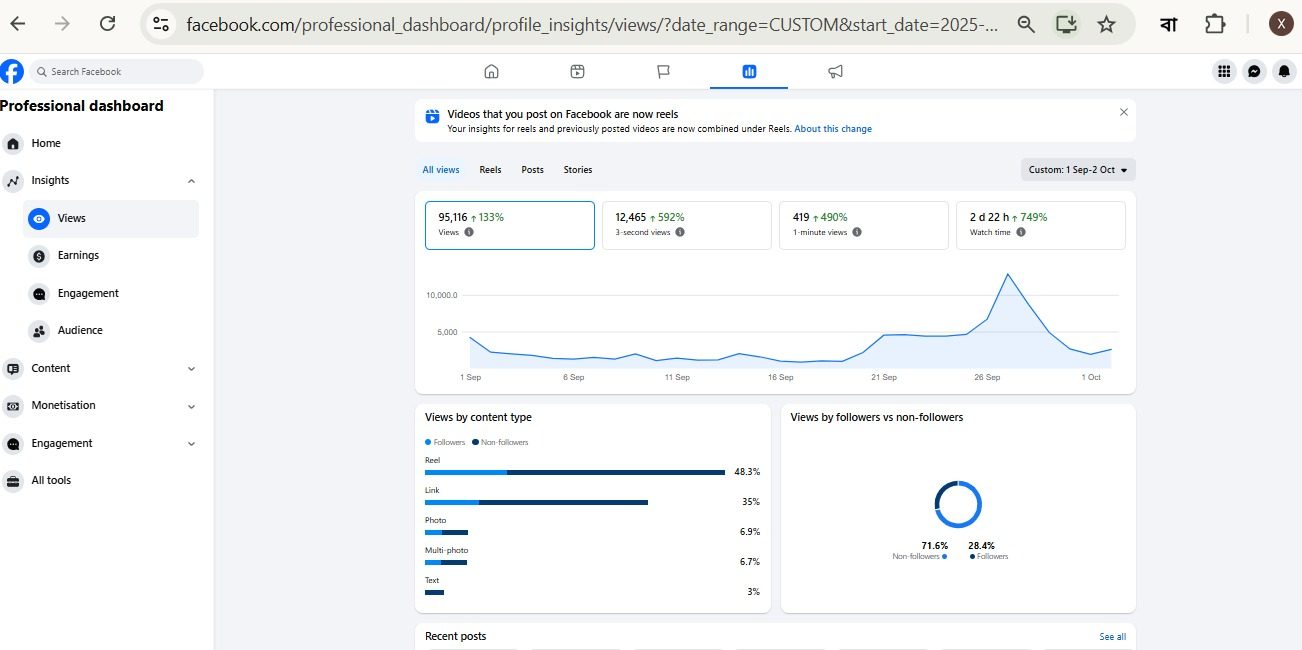 facebook.com/professional_dashboard/profile_insights/views/?date_range=CUSTOM&start_date=2025-...
বা
X
Search Facebook
Professional dashboard
Home
Insights
Views
Earnings
Engagement
Audience
Content
Monetisation
Engagement
All tools
Videos that you post on Facebook are now reels
Your insights for reels and previously posted videos are now combined under Reels. About this change
All views Reels Posts Stories
Custom: 1 Sep-2 Oct
95,116 ↑ 133%
Views
12,465 ↑ 592%
3-second views
419 ↑ 490%
1-minute views
2 d 22 h ↑ 749%
Watch time
10,000.0
5,000
1 Sep 6 Sep 11 Sep 16 Sep 21 Sep 26 Sep 1 Oct
Views by content type
Followers Non-followers
Reel
48.3%
Link
35%
Photo
6.9%
Multi-photo
6.7%
Text
3%
Views by followers vs non-followers
71.6% 28.4%
Non-followers Followers
Recent posts See all